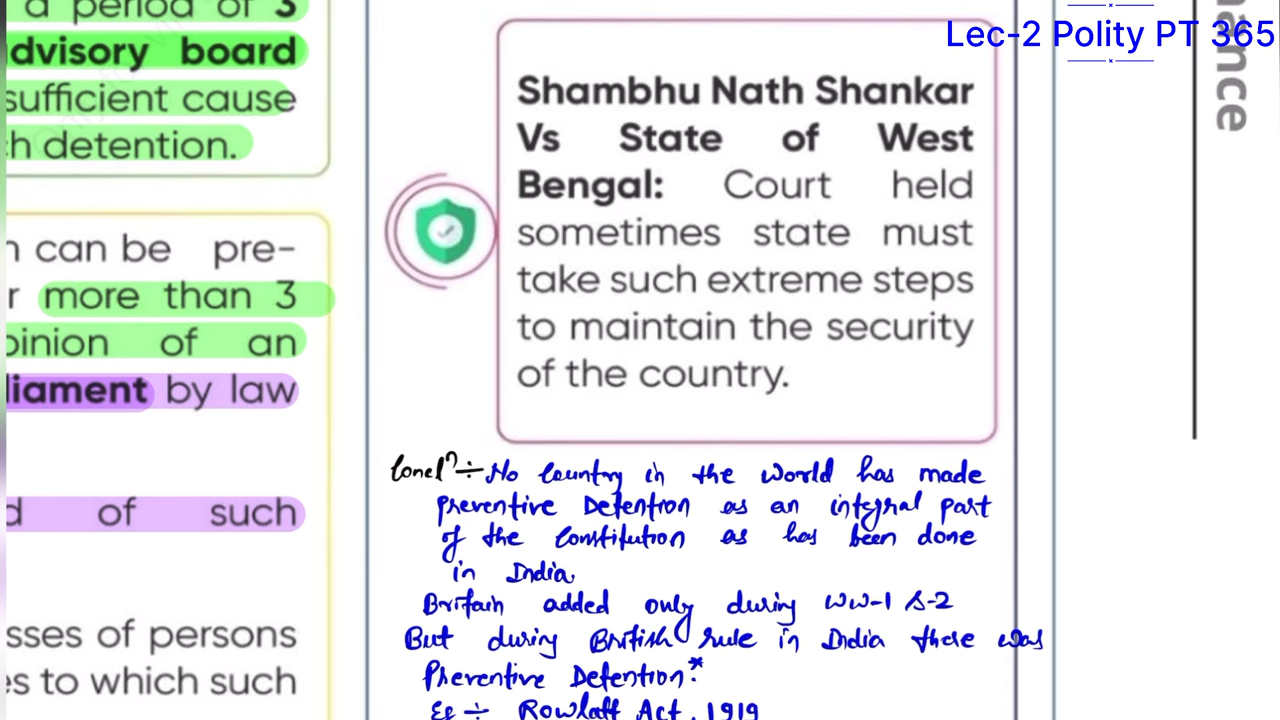 a period of 3
dvisory board
sufficient cause
h detention.
n can be pre-
r more than 3
pinion of an
liament by law
d of such
sses of persons
es to which such
Lec-2 Polity PT 365
nance
Shambhu Nath Shankar
Vs State of West
Bengal: Court held
sometimes state must
take such extreme steps
to maintain the security
of the country.
Concln ÷ No Country in the world has made
Preventive Detention as an integral part
of the Constitution as has been done
in India.
Britain added only during WW-1 & -2
But during British rule in India there was
Preventive Detention.*
Eg ÷ Rowlatt Act, 1919